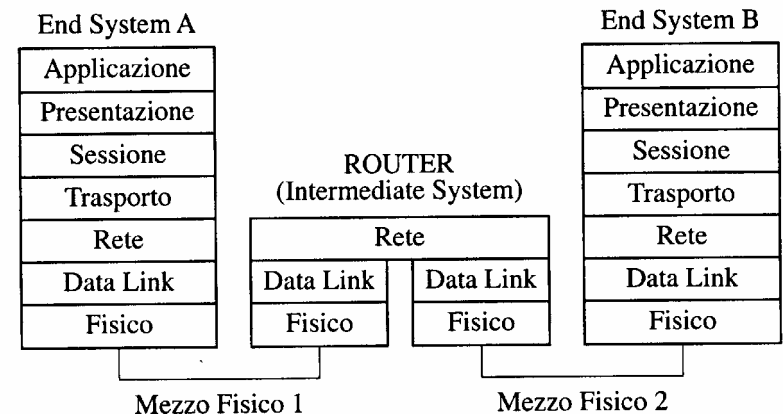 End System A
Applicazione
Presentazione
Sessione
Trasporto
Rete
Data Link
Fisico
ROUTER
(Intermediate System)
Rete
Data Link
Data Link
Fisico
Fisico
End System B
Applicazione
Presentazione
Sessione
Trasporto
Rete
Data Link
Fisico
Mezzo Fisico 1
Mezzo Fisico 2